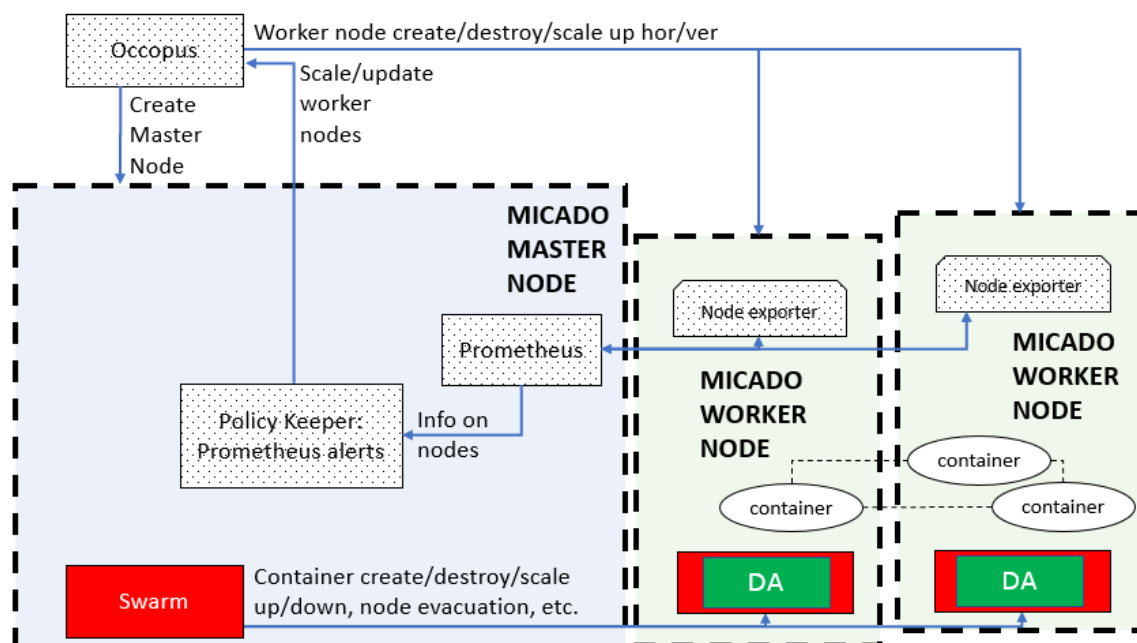 Occopus
Worker node create/destroy/scale up hor/ver
Scale/update
worker
nodes
Create
Master
Node
MICADO
MASTER
NODE
Node exporter
Node exporter
Prometheus
MICADO
WORKER
NODE
MICADO
WORKER
NODE
Policy Keeper:
Prometheus alerts
Info on
nodes
container
container
container
Swarm
Container create/destroy/scale
up/down, node evacuation, etc.
DA
DA